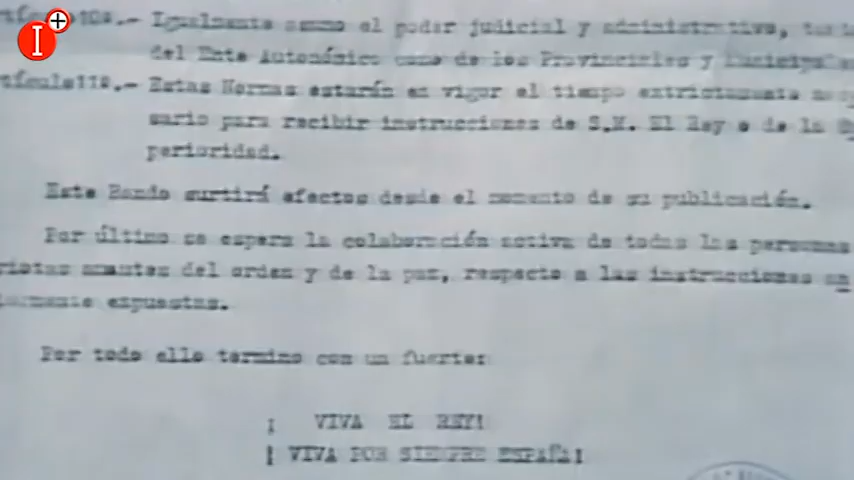 Igualmente asumo el poder judicial y administrativo,
del Ente Autonómico como de los Provinciales y Municipales
Estas Normas estarán en vigor el tiempo extrictamente
sario para recibir instrucciones de S.M. El Rey o de la
perioridad.
Este Bando surtirá efectos desde el momento de su publicación.
Por último se espera la colaboración activa de todas las personas
amantes del orden y de la paz, respecto a las instrucciones
expuestas.
Por todo ello termino con un fuerte:
¡ VIVA EL REY!
¡ VIVA POR SIEMPRE ESPAÑA!